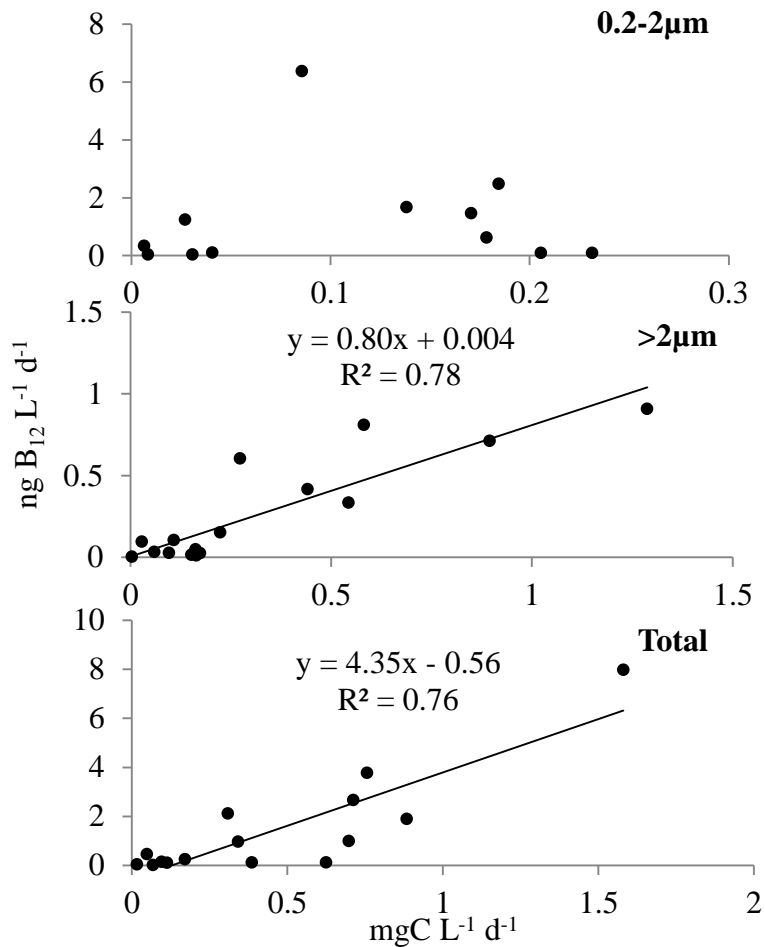 0.2-2µm
8
6
4
2
0
0 0.1 0.2 0.3
>2µm
y = 0.80x + 0.004
R² = 0.78
1.5
1
0.5
0
0 0.5 1 1.5
ng B₁₂ L⁻¹ d⁻¹
Total
y = 4.35x - 0.56
R² = 0.76
10
8
6
4
2
0
0 0.5 1 1.5 2
mgC L⁻¹ d⁻¹